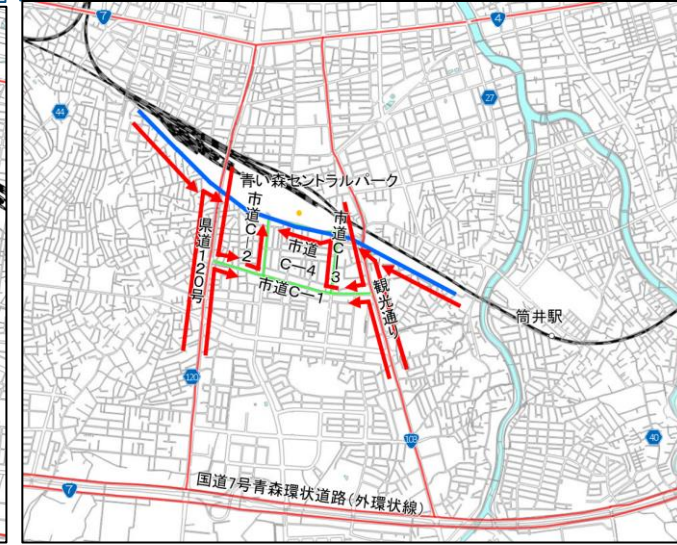 7
4
44
27
青い森セントラルパーク
市道C－2
市道C－3
市道
C－4
県道120号
市道C－1
観光通り
筒井駅
120
103
40
7
国道7号青森環状道路(外環状線)